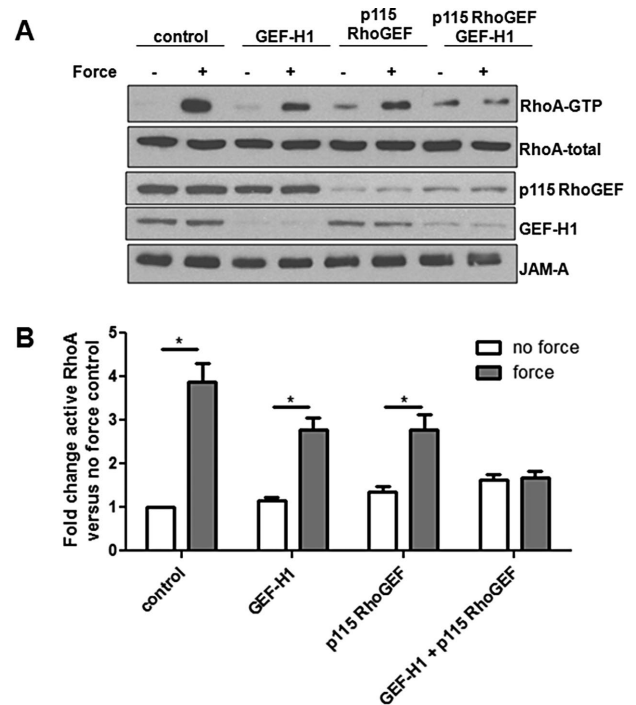 A
control
GEF-H1
p115
RhoGEF
p115 RhoGEF
GEF-H1
Force
- + - + - + - +
RhoA-GTP
RhoA-total
p115 RhoGEF
GEF-H1
JAM-A
B
Fold change active RhoA
versus no force control
5
4
3
2
1
0
*
*
*
no force
force
control
GEF-H1
p115 RhoGEF
GEF-H1 + p115 RhoGEF